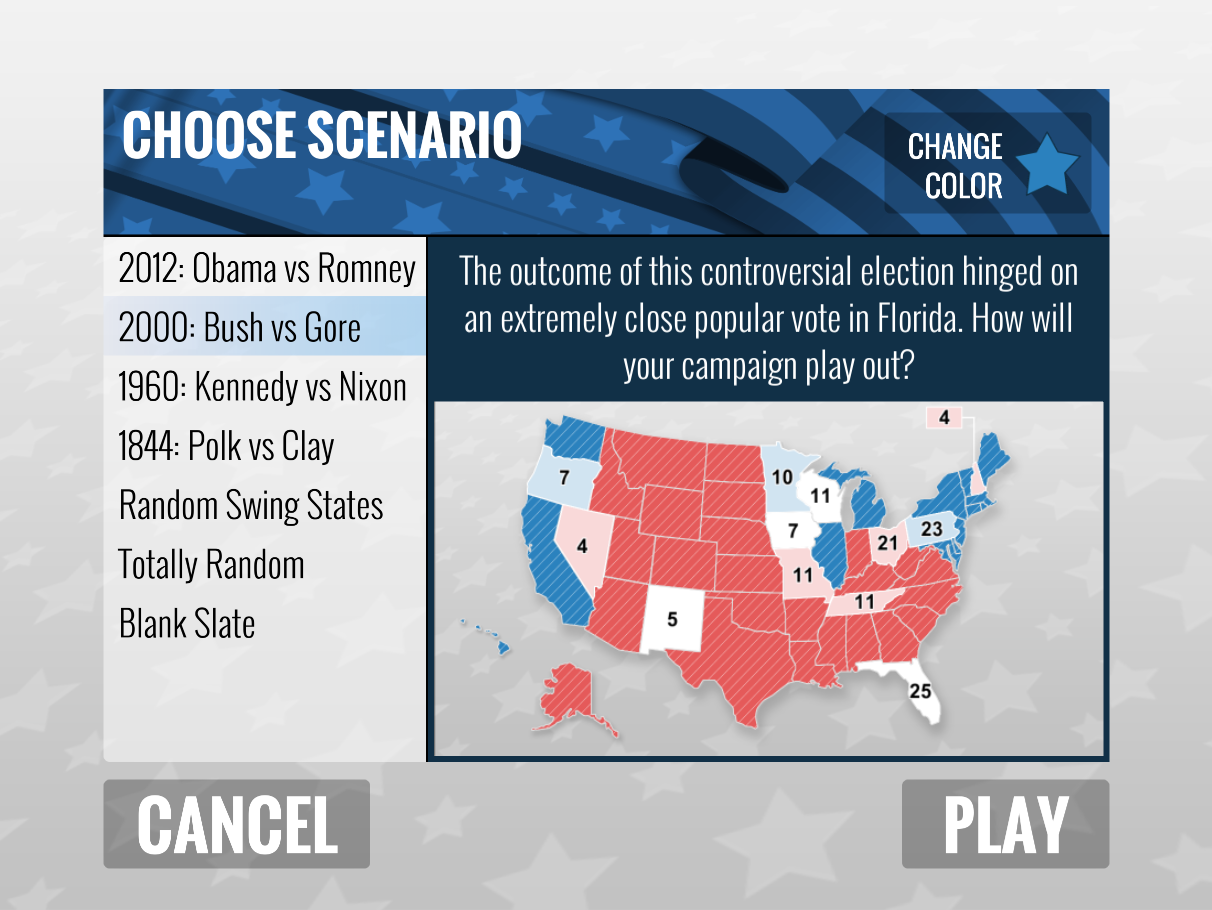 CHOOSE SCENARIO
CHANGE
COLOR
2012: Obama vs Romney
2000: Bush vs Gore
1960: Kennedy vs Nixon
1844: Polk vs Clay
Random Swing States
Totally Random
Blank Slate
The outcome of this controversial election hinged on
an extremely close popular vote in Florida. How will
your campaign play out?
4
7
10
11
7
4
23
21
11
11
5
25
CANCEL
PLAY